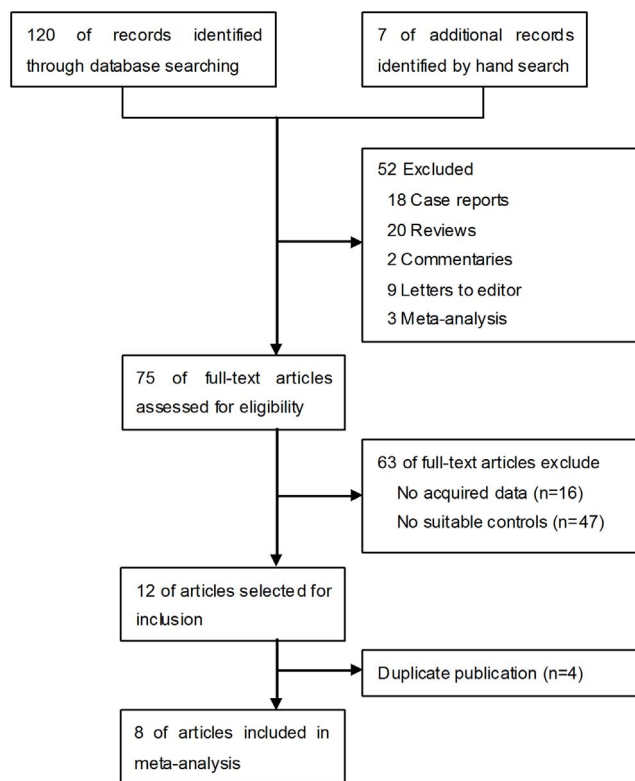 120 of records identified
through database searching
7 of additional records
identified by hand search
52 Excluded
18 Case reports
20 Reviews
2 Commentaries
9 Letters to editor
3 Meta-analysis
75 of full-text articles
assessed for eligibility
63 of full-text articles exclude
No acquired data (n=16)
No suitable controls (n=47)
12 of articles selected for
inclusion
Duplicate publication (n=4)
8 of articles included in
meta-analysis